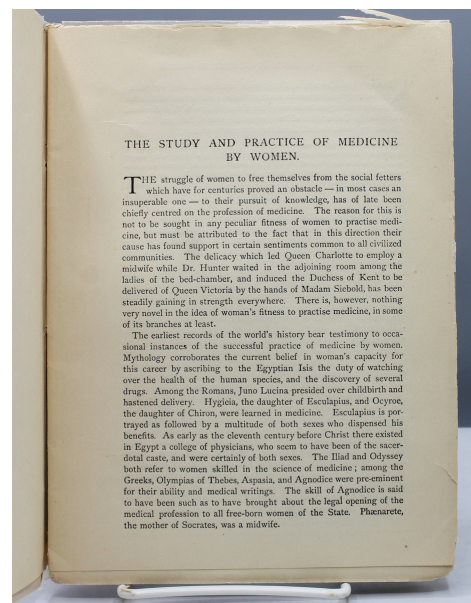 THE STUDY AND PRACTICE OF MEDICINE
BY WOMEN.
THE struggle of women to free themselves from the social fetters
which have for centuries proved an obstacle — in most cases an
insuperable one — to their pursuit of knowledge, has of late been
chiefly centred on the profession of medicine. The reason for this is
not to be sought in any peculiar fitness of women to practise medi-
cine, but must be attributed to the fact that in this direction their
cause has found support in certain sentiments common to all civilized
communities. The delicacy which led Queen Charlotte to employ a
midwife while Dr. Hunter waited in the adjoining room among the
ladies of the bed-chamber, and induced the Duchess of Kent to be
delivered of Queen Victoria by the hands of Madam Siebold, has been
steadily gaining in strength everywhere. There is, however, nothing
very novel in the idea of woman's fitness to practise medicine, in some
of its branches at least.
The earliest records of the world's history bear testimony to occa-
sional instances of the successful practice of medicine by women.
Mythology corroborates the current belief in woman's capacity for
this career by ascribing to the Egyptian Isis the duty of watching
over the health of the human species, and the discovery of several
drugs. Among the Romans, Juno Lucina presided over childbirth and
hastened delivery. Hygieia, the daughter of Esculapius, and Ocyroe,
the daughter of Chiron, were learned in medicine. Esculapius is por-
trayed as followed by a multitude of both sexes who dispensed his
benefits. As early as the eleventh century before Christ there existed
in Egypt a college of physicians, who seem to have been of the sacer-
dotal caste, and were certainly of both sexes. The Iliad and Odyssey
both refer to women skilled in the science of medicine; among the
Greeks, Olympias of Thebes, Aspasia, and Agnodice were pre-eminent
for their ability and medical writings. The skill of Agnodice is said
to have been such as to have brought about the legal opening of the
medical profession to all free-born women of the State. Phænarete,
the mother of Socrates, was a midwife.